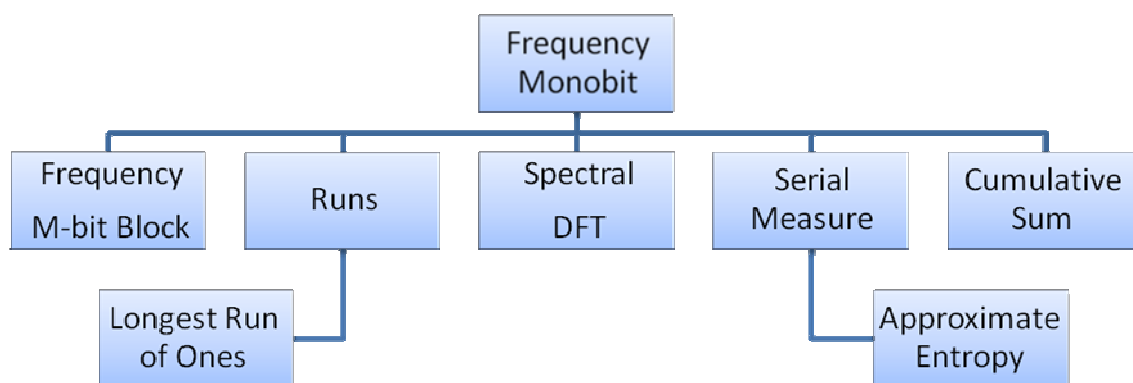 Frequency
Monobit
Frequency
M-bit Block
Runs
Spectral
DFT
Serial
Measure
Cumulative
Sum
Longest Run
of Ones
Approximate
Entropy